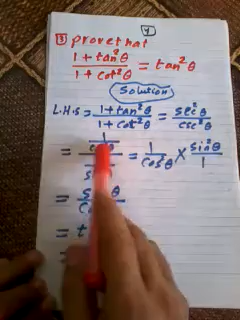 4
3 prove that
1 + tan²θ / 1 + cot²θ = tan²θ
Solution
L.H.S = 1 + tan²θ / 1 + cot²θ = sec²θ / csc²θ
= 1 = 1 / cos²θ × sin²θ / 1
=
=